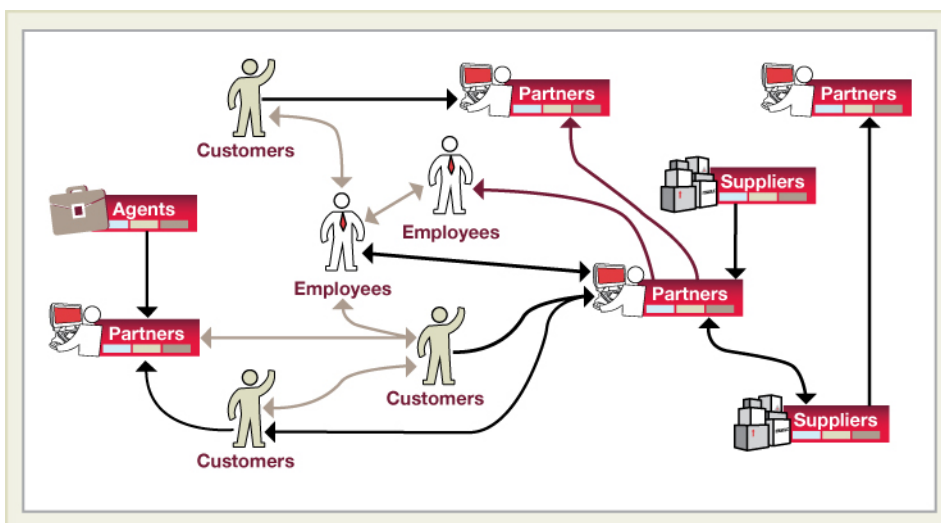 Partners
Partners
Customers
Suppliers
Agents
Employees
Employees
Partners
Partners
Customers
Suppliers
Customers